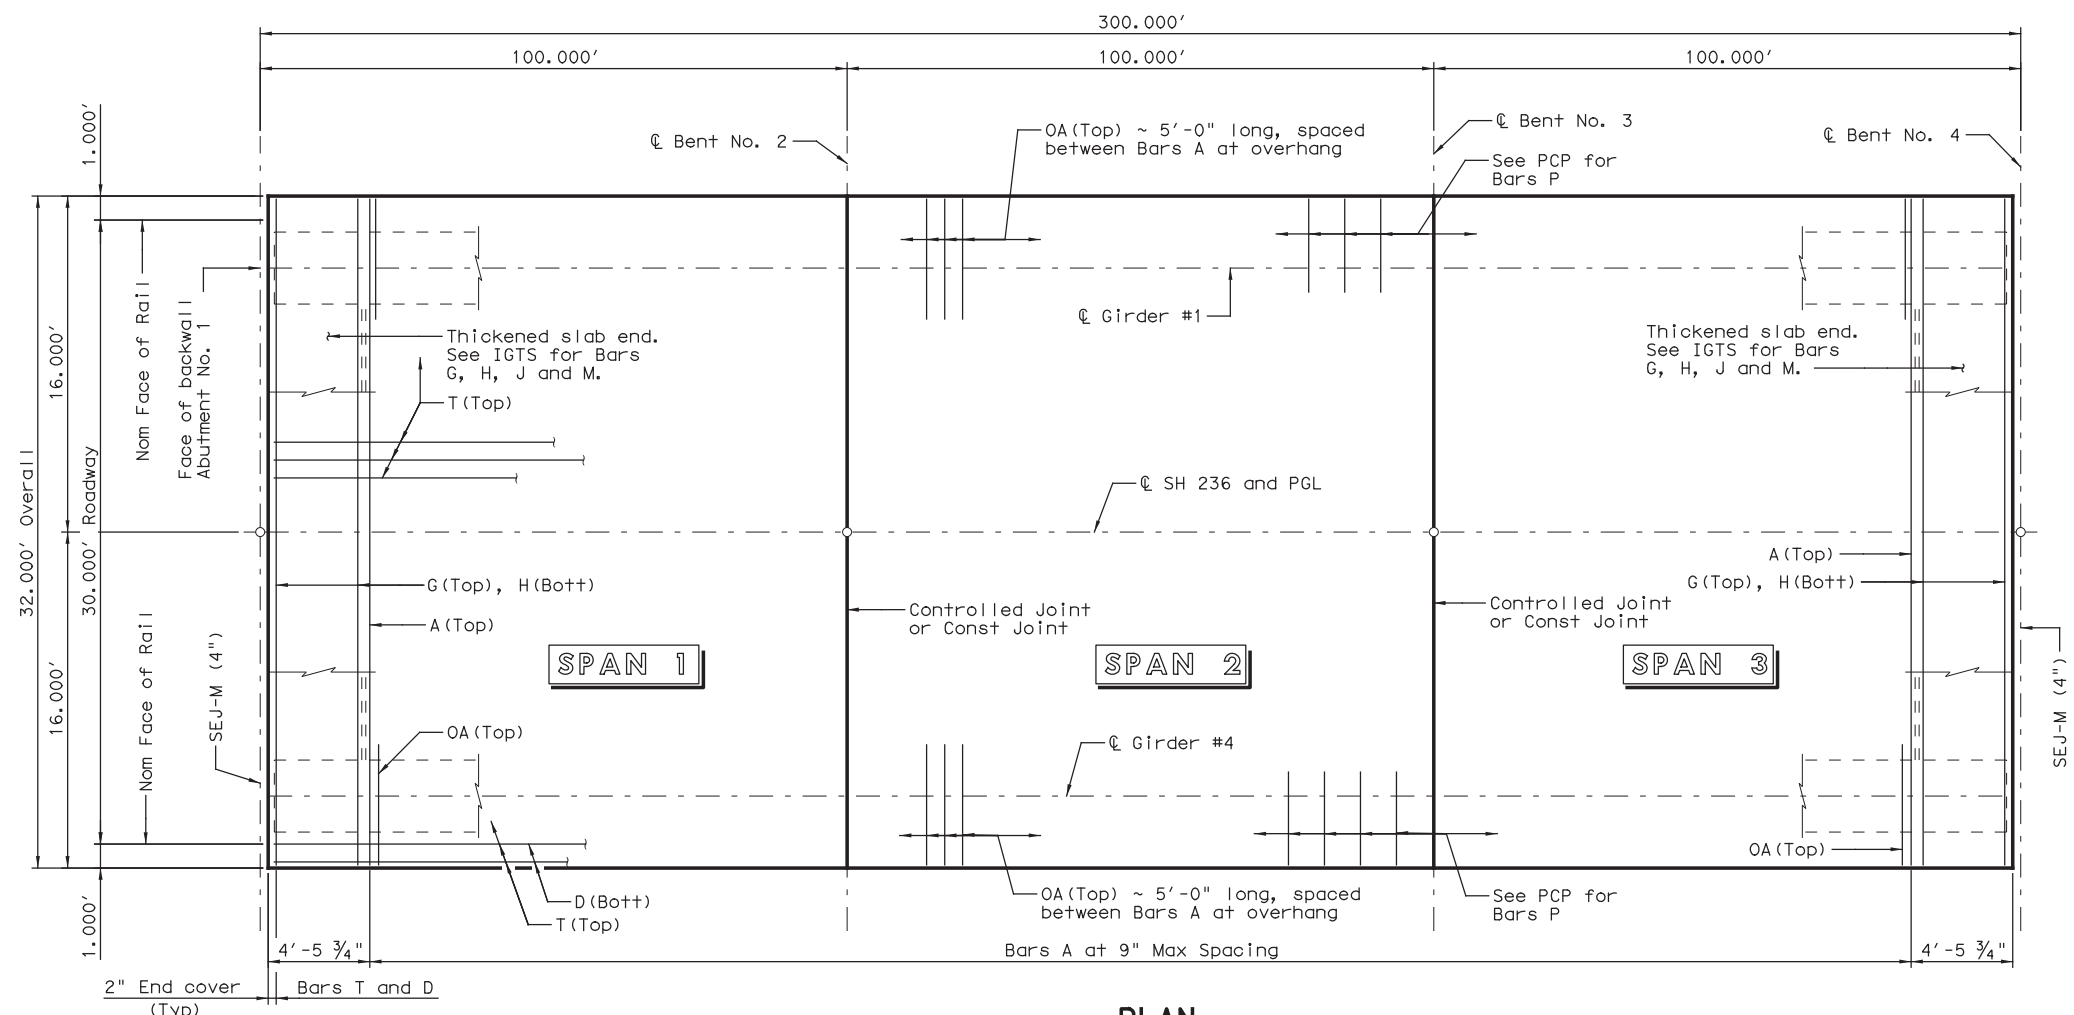 300.000'
100.000'
100.000'
100.000'
1.000'
℄ Bent No. 2
OA(Top) ~ 5'-0" long, spaced
between Bars A at overhang
℄ Bent No. 3
See PCP for
Bars P
℄ Bent No. 4
32.000' Overall
16.000'
16.000'
30.000' Roadway
Nom Face of Rail
Face of backwall
Abutment No. 1
Thickened slab end.
See IGTS for Bars
G, H, J and M.
T(Top)
℄ Girder #1
Thickened slab end.
See IGTS for Bars
G, H, J and M.
℄ SH 236 and PGL
A(Top)
G(Top), H(Bott)
G(Top), H(Bott)
A(Top)
Controlled Joint
or Const Joint
Controlled Joint
or Const Joint
SPAN 1
SPAN 2
SPAN 3
Nom Face of Rail
SEJ-M (4")
SEJ-M (4")
OA(Top)
℄ Girder #4
OA(Top)
D(Bott)
T(Top)
OA(Top) ~ 5'-0" long, spaced
between Bars A at overhang
See PCP for
Bars P
1.000'
4'-5 ¾"
Bars A at 9" Max Spacing
4'-5 ¾"
2" End cover
(Typ)
Bars T and D
PLAN